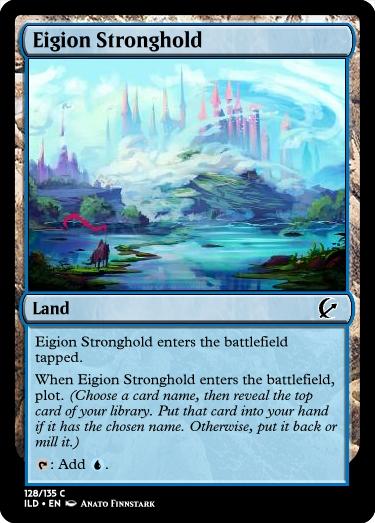 Eigion Stronghold
Land
Eigion Stronghold enters the battlefield
tapped.
When Eigion Stronghold enters the battlefield,
plot. (Choose a card name, then reveal the top
card of your library. Put that card into your hand
if it has the chosen name. Otherwise, put it back or
mill it.)
: Add .
128/135 C
ILD • EN Anato Finnstark